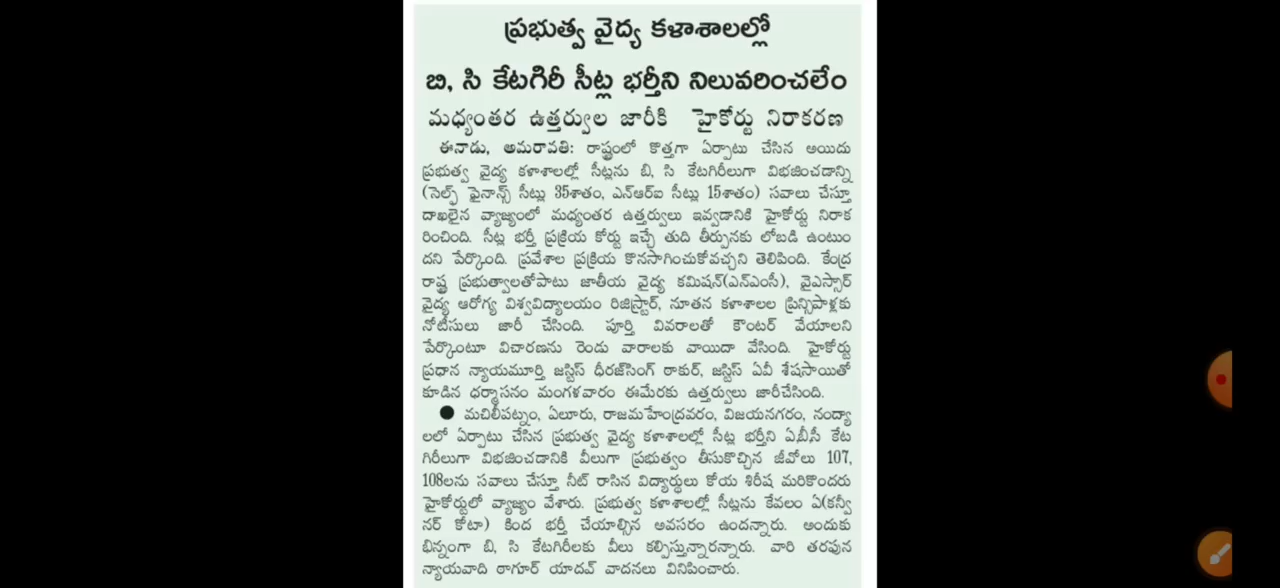 ప్రభుత్వ వైద్య కళాశాలల్లో
బి, సి కేటగిరీ సీట్ల భర్తీని నిలువరించలేం
మధ్యంతర ఉత్తర్వుల జారీకి హైకోర్టు నిరాకరణ
ఈనాడు, అమరావతి: రాష్ట్రంలో కొత్తగా ఏర్పాటు చేసిన అయిదు
ప్రభుత్వ వైద్య కళాశాలల్లో సీట్లను బి, సి కేటగిరీలుగా విభజించడాన్ని
(సెల్ఫ్ ఫైనాన్స్ సీట్లు 35శాతం, ఎన్ఆర్ఐ సీట్లు 15శాతం) సవాలు చేస్తూ
దాఖలైన వ్యాజ్యంలో మధ్యంతర ఉత్తర్వులు ఇవ్వడానికి హైకోర్టు నిరాక
రించింది. సీట్ల భర్తీ ప్రక్రియ కోర్టు ఇచ్చే తుది తీర్పునకు లోబడి ఉంటుం
దని పేర్కొంది. ప్రవేశాల ప్రక్రియ కొనసాగించుకోవచ్చని తెలిపింది. కేంద్ర
రాష్ట్ర ప్రభుత్వాలతోపాటు జాతీయ వైద్య కమిషన్(ఎన్ఎంసీ), వైఎస్సార్
వైద్య ఆరోగ్య విశ్వవిద్యాలయం రిజిస్ట్రార్, నూతన కళాశాలల ప్రిన్సిపాళ్లకు
నోటీసులు జారీ చేసింది. పూర్తి వివరాలతో కౌంటర్ వేయాలని
పేర్కొంటూ విచారణను రెండు వారాలకు వాయిదా వేసింది. హైకోర్టు
ప్రధాన న్యాయమూర్తి జస్టిస్ ధీరజ్‌సింగ్ ఠాకుర్, జస్టిస్ ఏవీ శేషసాయితో
కూడిన ధర్మాసనం మంగళవారం ఈమేరకు ఉత్తర్వులు జారీచేసింది.
● మచిలీపట్నం, ఏలూరు, రాజమహేంద్రవరం, విజయనగరం, నంద్యా
లలో ఏర్పాటు చేసిన ప్రభుత్వ వైద్య కళాశాలల్లో సీట్ల భర్తీని ఏ,బీ,సీ కేట
గిరీలుగా విభజించడానికి వీలుగా ప్రభుత్వం తీసుకొచ్చిన జీవోలు 107,
108లను సవాలు చేస్తూ నీట్ రాసిన విద్యార్థులు కోయ శిరీష మరికొందరు
హైకోర్టులో వ్యాజ్యం వేశారు. ప్రభుత్వ కళాశాలల్లో సీట్లను కేవలం ఏ(కన్వీ
నర్ కోటా) కింద భర్తీ చేయాల్సిన అవసరం ఉందన్నారు. అందుకు
భిన్నంగా బి, సి కేటగిరీలకు వీలు కల్పిస్తున్నారన్నారు. వారి తరఫున
న్యాయవాది ఠాగూర్ యాదవ్ వాదనలు వినిపించారు.